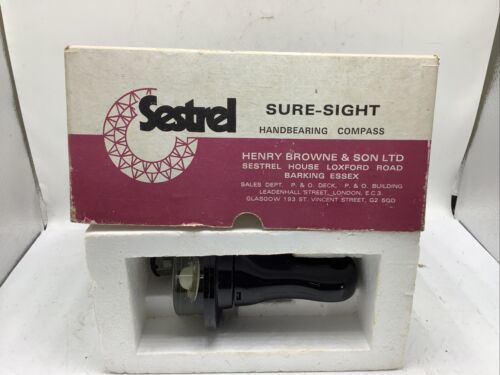 Sestrel
SURE-SIGHT
HANDBEARING COMPASS
HENRY BROWNE & SON LTD
SESTREL HOUSE LOXFORD ROAD
BARKING ESSEX
SALES DEPT. P. & O. DECK, P. & O. BUILDING
LEADENHALL STREET, LONDON, E.C.3.
GLASGOW 193 ST. VINCENT STREET, G2 5QD